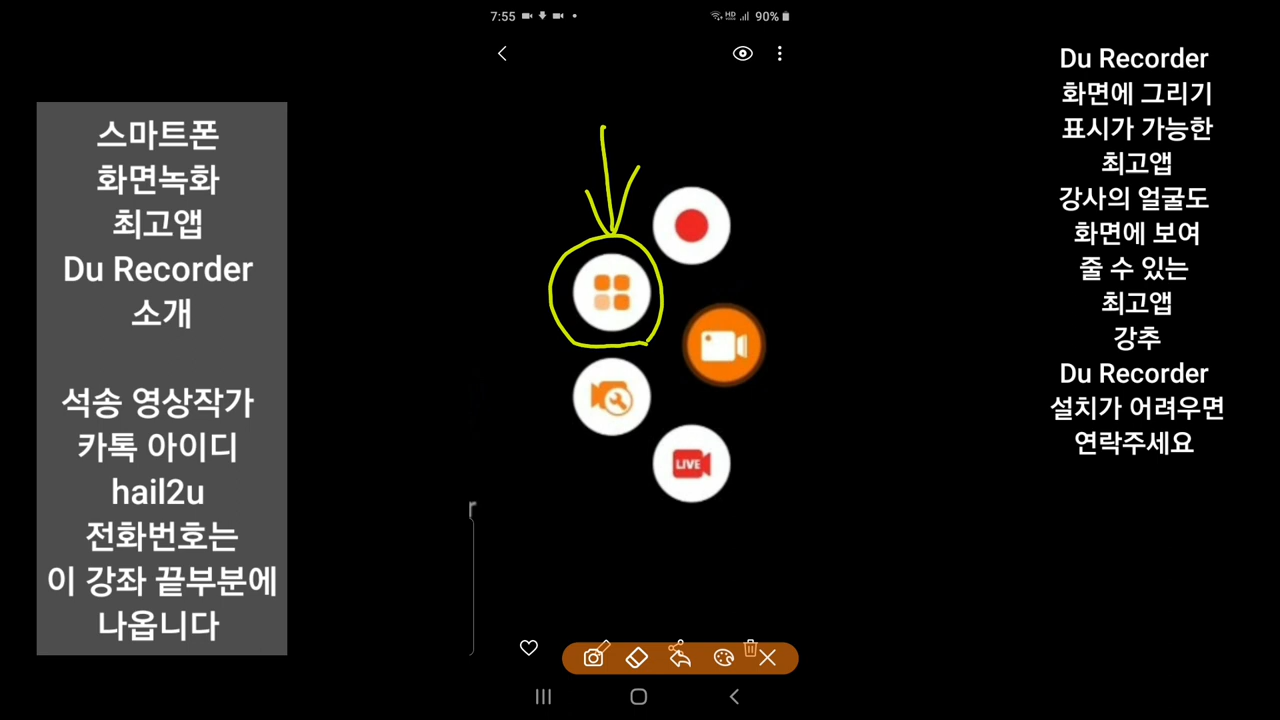 7:55
HD
90%
스마트폰
화면녹화
최고앱
Du Recorder
소개
석송 영상작가
카톡 아이디
hail2u
전화번호는
이 강좌 끝부분에
나옵니다
LIVE
Du Recorder
화면에 그리기
표시가 가능한
최고앱
강사의 얼굴도
화면에 보여
줄 수 있는
최고앱
강추
Du Recorder
설치가 어려우면
연락주세요